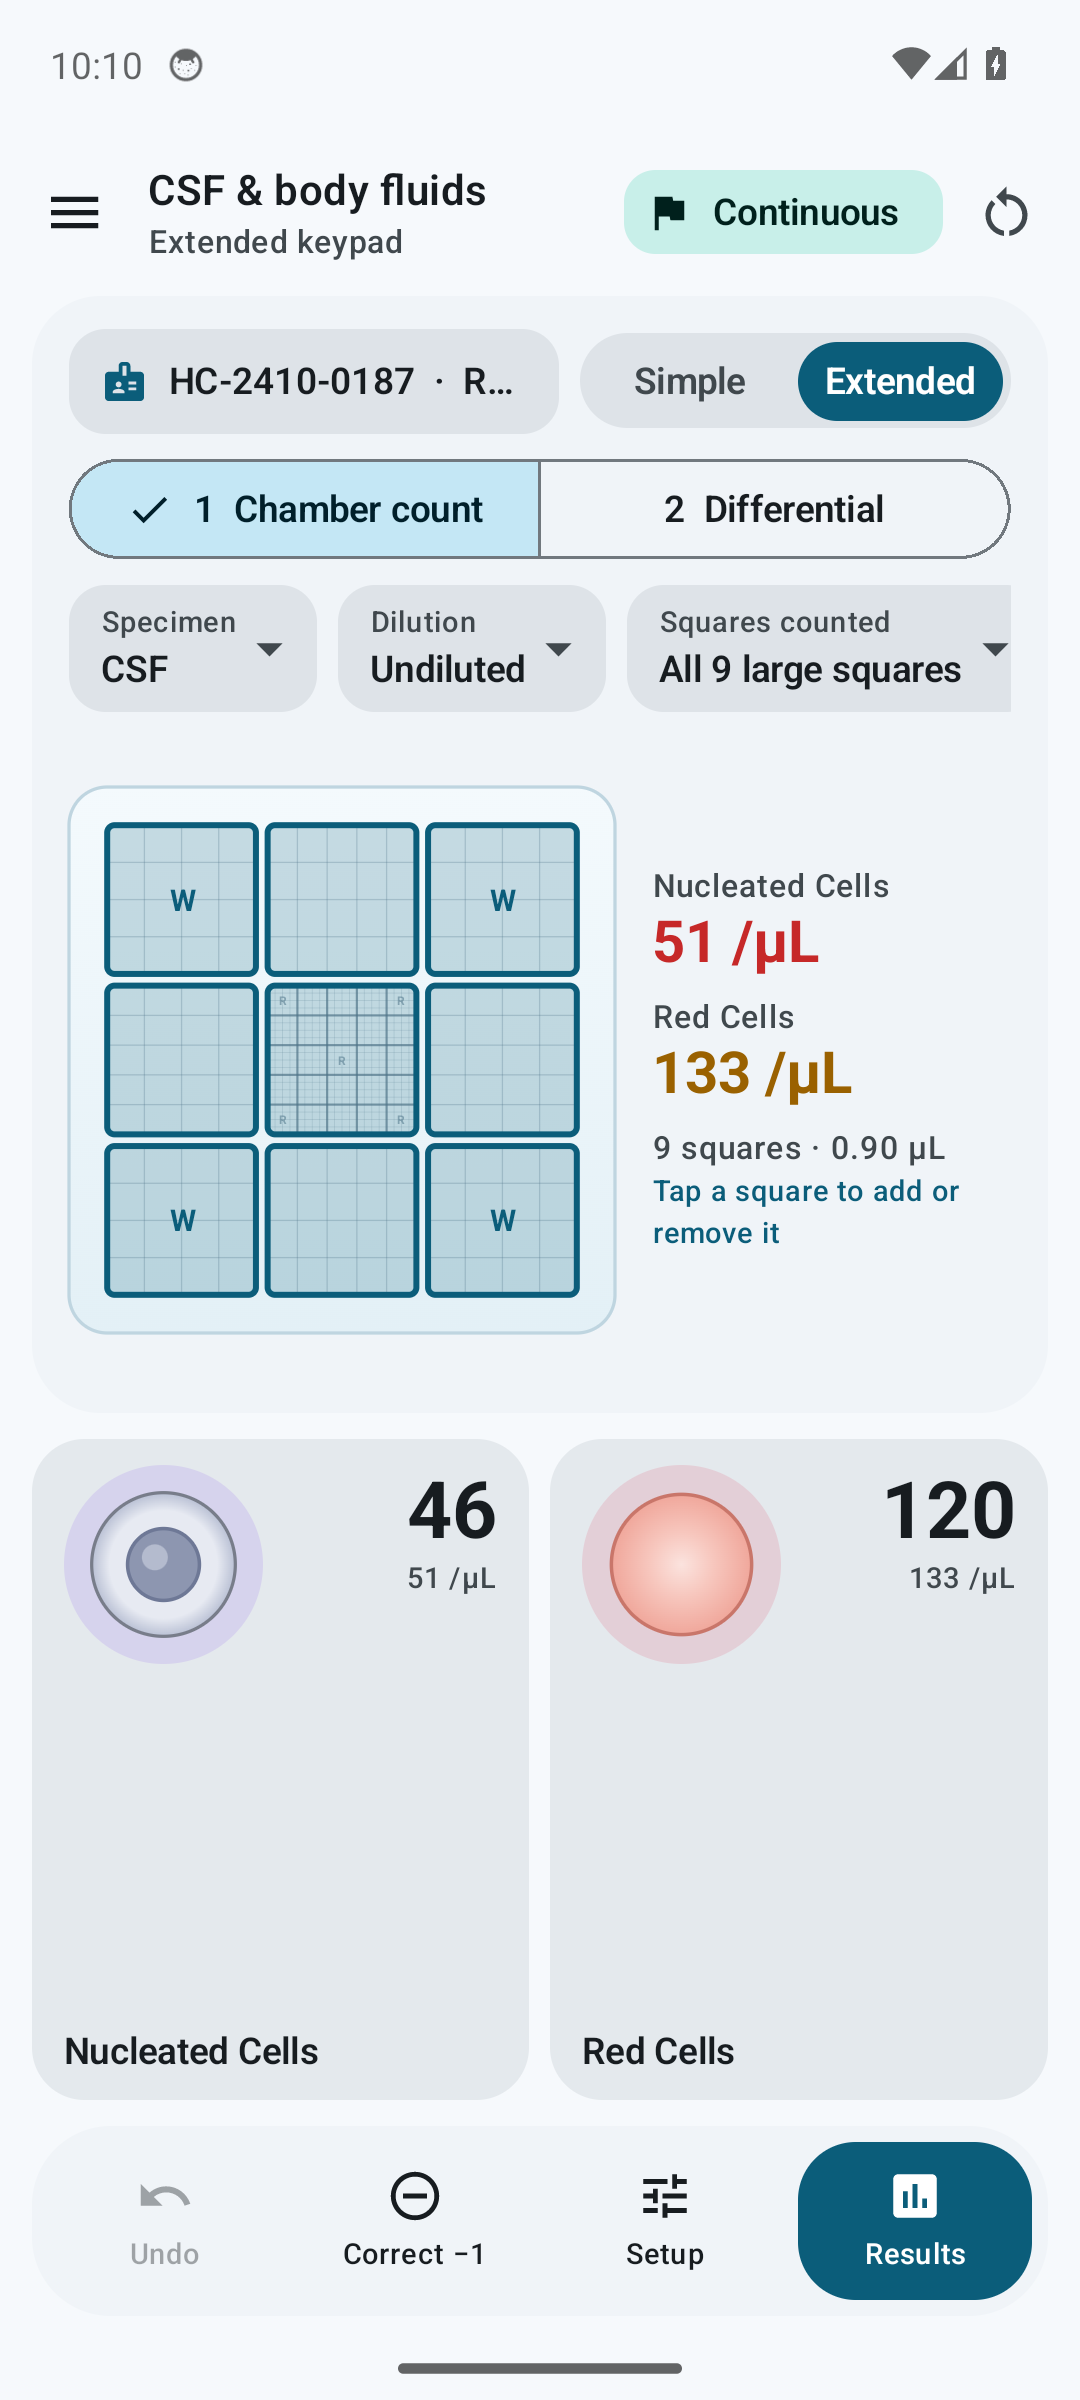 10:10
CSF & body fluids
Extended keypad
Continuous
HC-2410-0187 · R...
Simple
Extended
1 Chamber count
2 Differential
Specimen
CSF
Dilution
Undiluted
Squares counted
All 9 large squares
W
W
R
R
R
R
R
W
W
Nucleated Cells
51 /µL
Red Cells
133 /µL
9 squares · 0.90 µL
Tap a square to add or
remove it
46
51 /µL
Nucleated Cells
120
133 /µL
Red Cells
Undo
Correct −1
Setup
Results